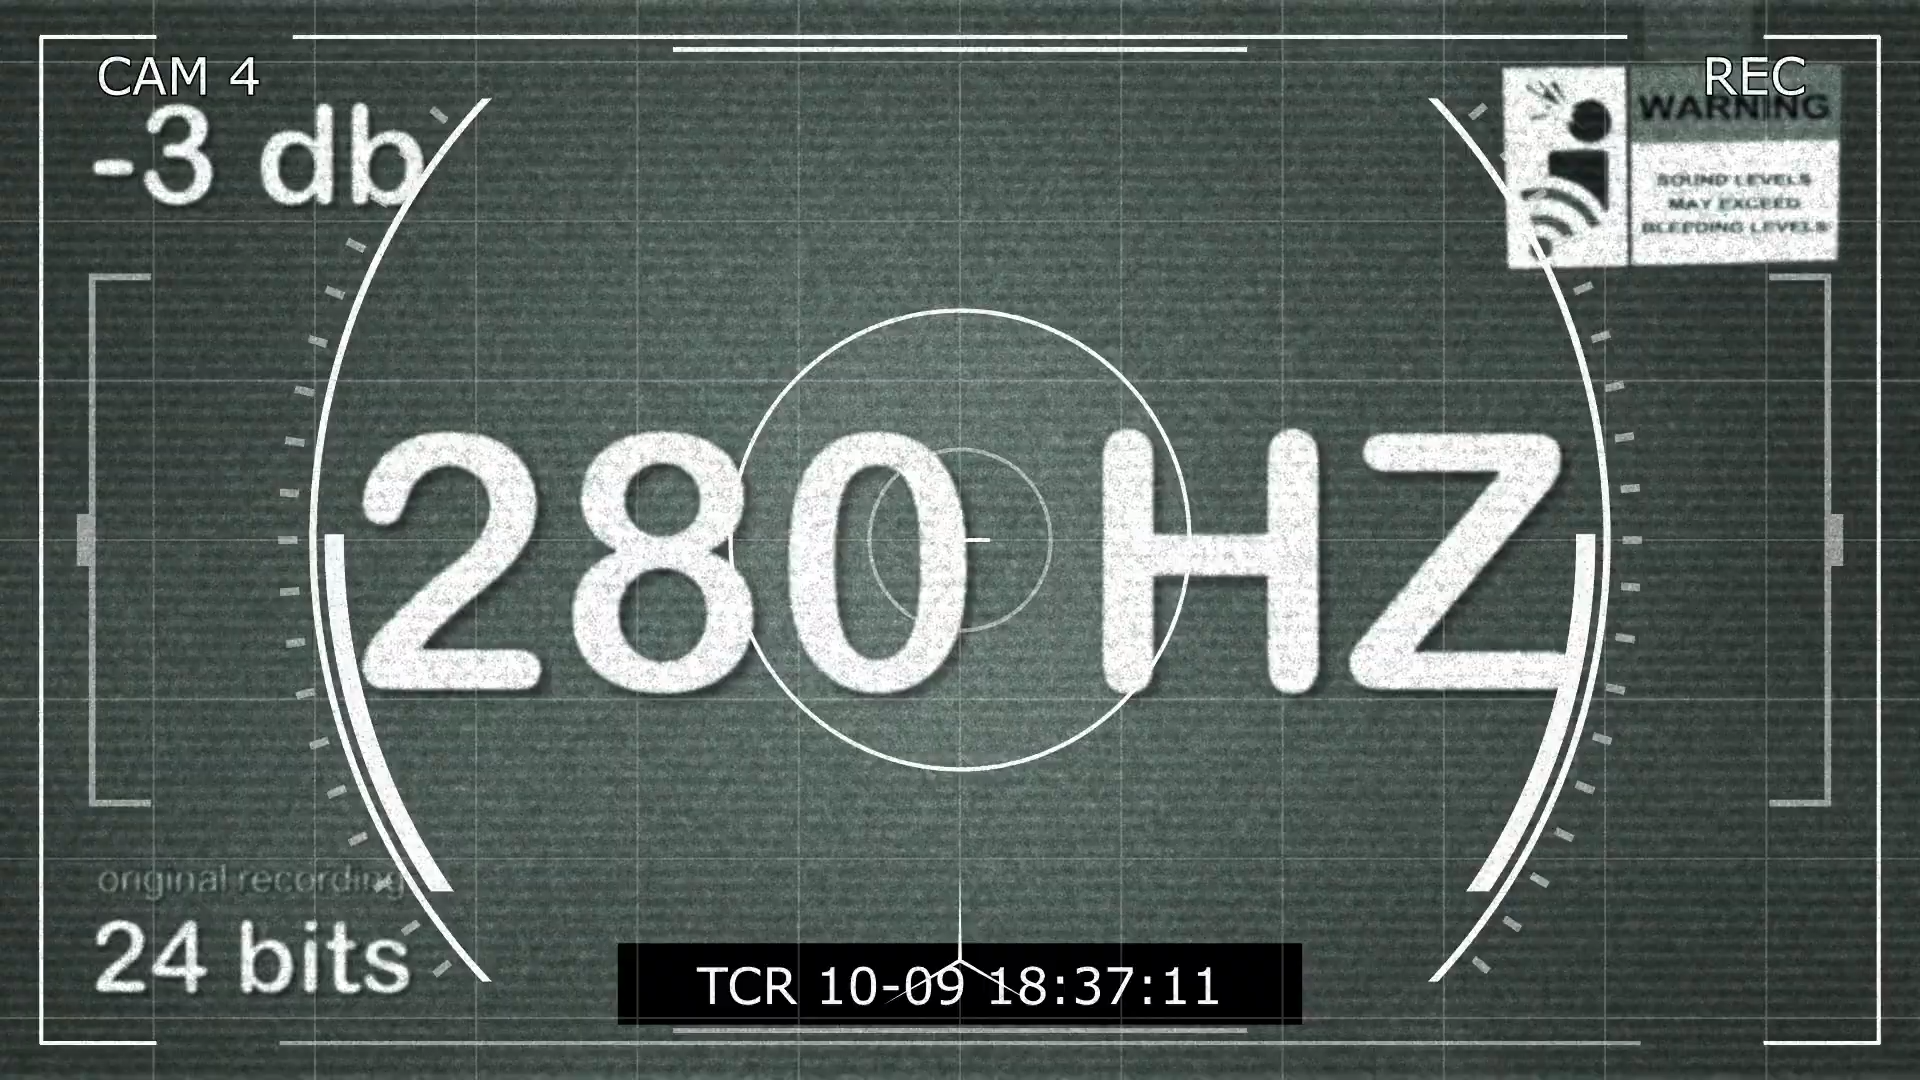 CAM 4
REC
-3 db
WARNING
SOUND LEVELS
MAY EXCEED
BLEEDING LEVELS
280 HZ
original recording
24 bits
TCR 10-09 18:37:11